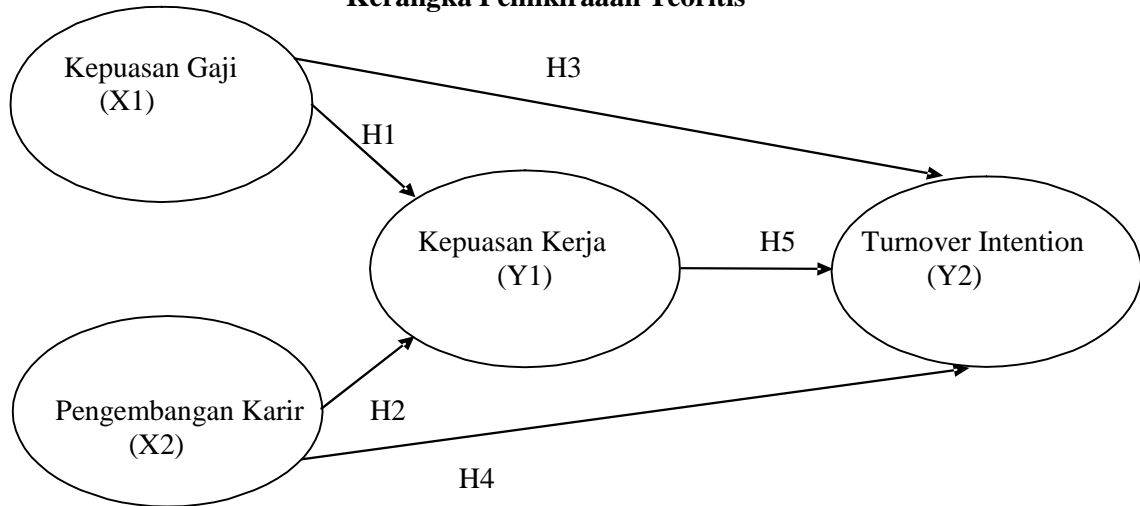 Kerangka Pemikiraaan Teoritis
Kepuasan Gaji
(X1)
H3
H1
Kepuasan Kerja
(Y1)
H5
Turnover Intention
(Y2)
Pengembangan Karir
(X2)
H2
H4